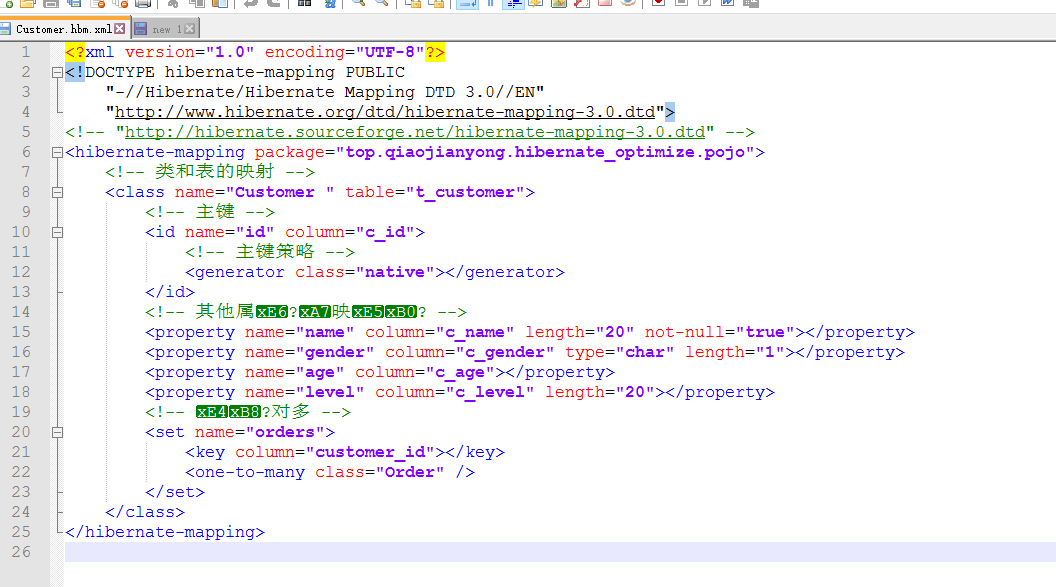 Customer.hbm.xml new 1
1 <?xml version="1.0" encoding="UTF-8"?>
2 <!DOCTYPE hibernate-mapping PUBLIC
3 "-//Hibernate/Hibernate Mapping DTD 3.0//EN"
4 "http://www.hibernate.org/dtd/hibernate-mapping-3.0.dtd">
5 <!-- "http://hibernate.sourceforge.net/hibernate-mapping-3.0.dtd" -->
6 <hibernate-mapping package="top.qiaojianyong.hibernate_optimize.pojo">
7 <!-- 类和表的映射 -->
8 <class name="Customer " table="t_customer">
9 <!-- 主键 -->
10 <id name="id" column="c_id">
11 <!-- 主键策略 -->
12 <generator class="native"></generator>
13 </id>
14 <!-- 其他属xE6?xA7映xE5xB0? -->
15 <property name="name" column="c_name" length="20" not-null="true"></property>
16 <property name="gender" column="c_gender" type="char" length="1"></property>
17 <property name="age" column="c_age"></property>
18 <property name="level" column="c_level" length="20"></property>
19 <!-- xE4xB8?对多 -->
20 <set name="orders">
21 <key column="customer_id"></key>
22 <one-to-many class="Order" />
23 </set>
24 </class>
25 </hibernate-mapping>
26